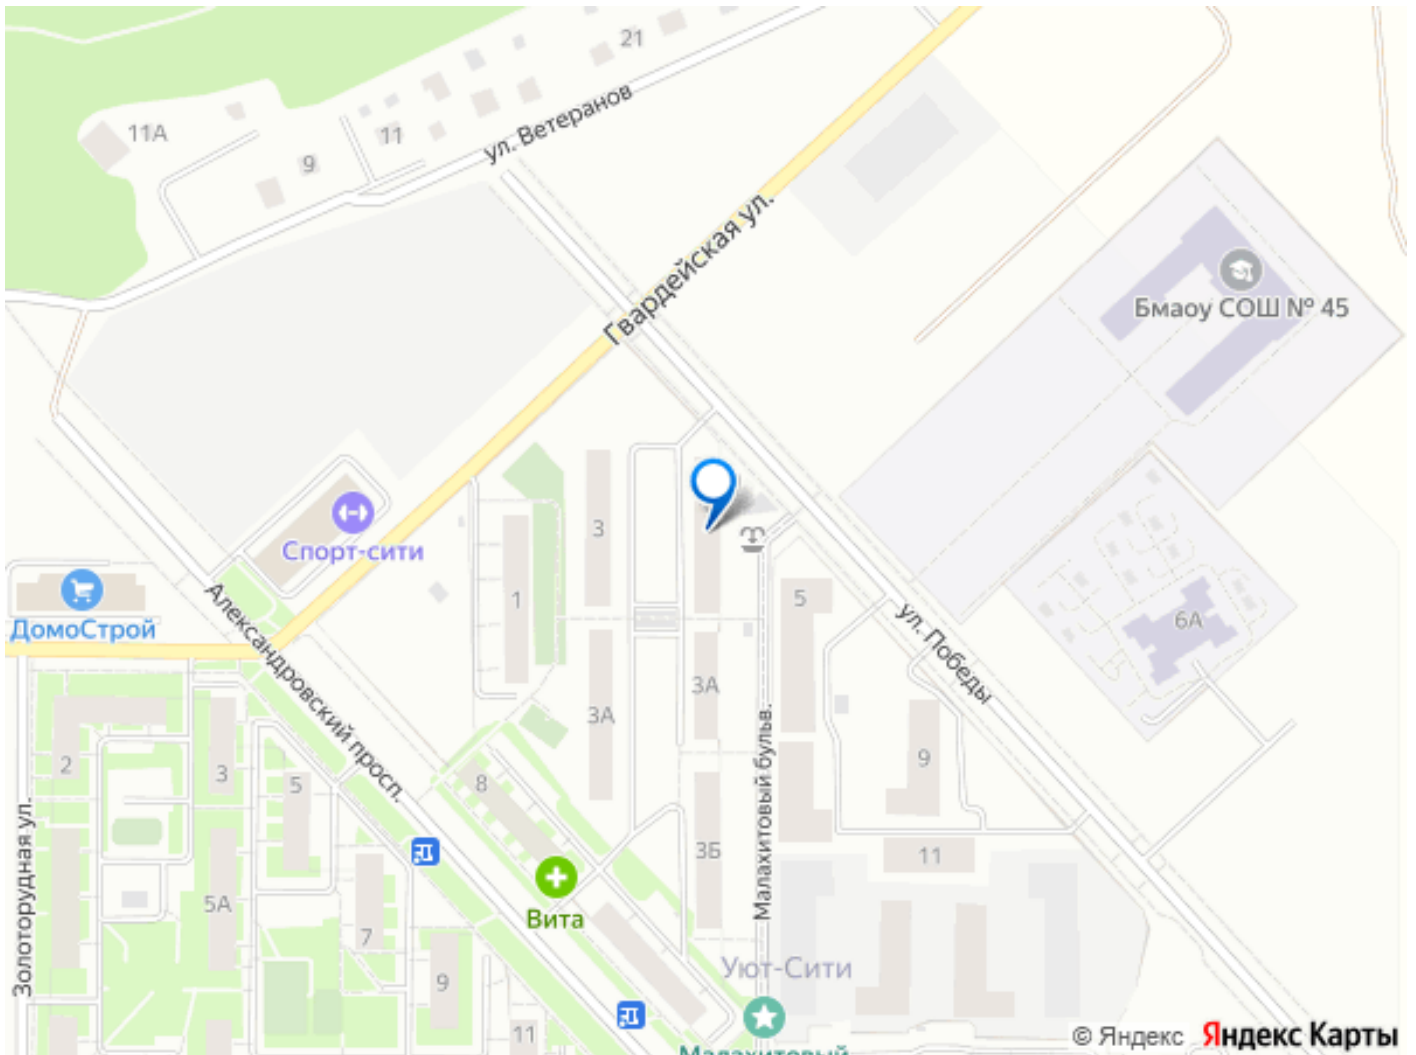 21
11А
11
9
ул. Ветеранов
Гвардейская ул.
Бмаоу СОШ № 45
Спорт-сити
3
ДомоСтрой
Александровский просп.
1
5
ул. Победы
6А
3А
3А
Малахитовый бульв.
2
3
5
8
9
Золоторудная ул.
3Б
11
5А
Вита
7
9
Уют-Сити
11
Малахитовый
© Яндекс Яндекс Карты